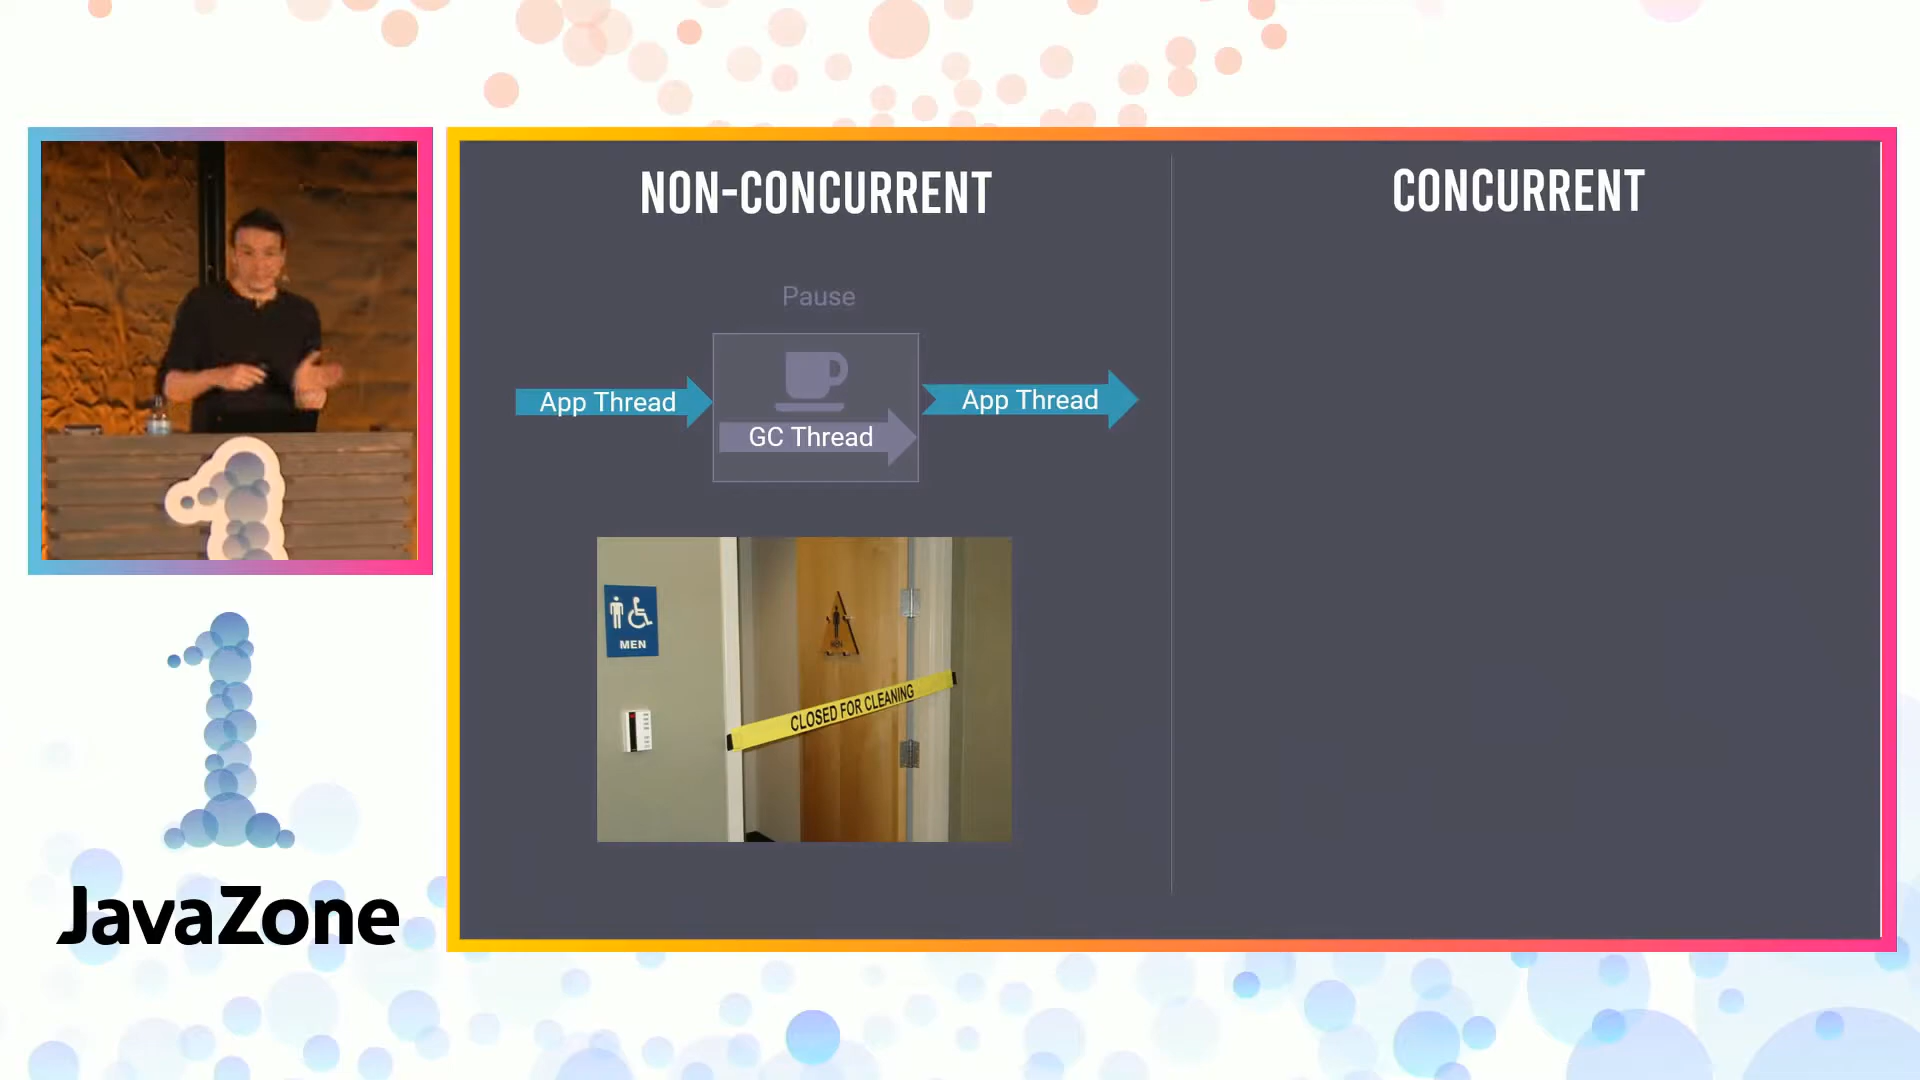 NON-CONCURRENT
CONCURRENT
Pause
App Thread
GC Thread
App Thread
MEN
CLOSED FOR CLEANING
JavaZone